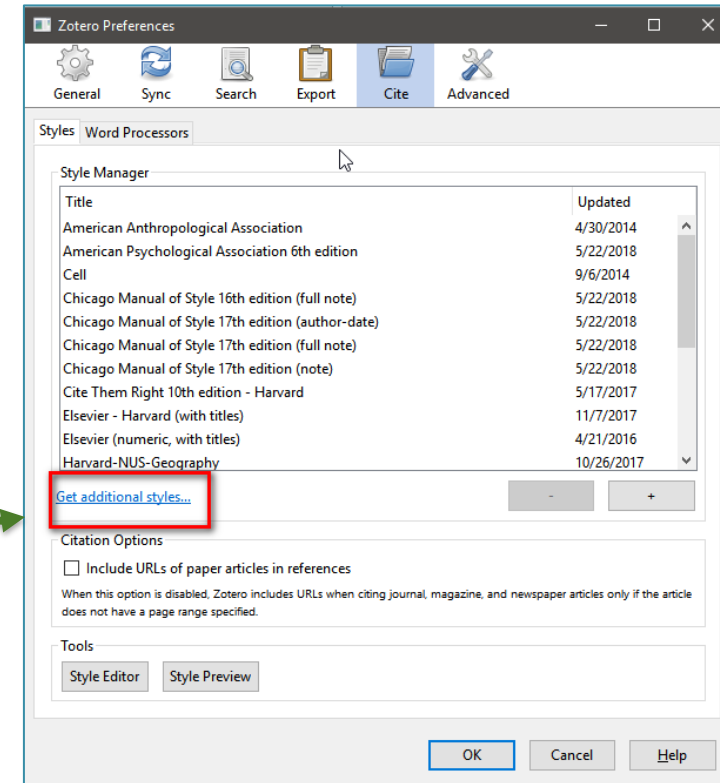 Zotero Preferences
General Sync Search Export Cite Advanced
Styles Word Processors
Style Manager
Title Updated
American Anthropological Association 4/30/2014
American Psychological Association 6th edition 5/22/2018
Cell 9/6/2014
Chicago Manual of Style 16th edition (full note) 5/22/2018
Chicago Manual of Style 17th edition (author-date) 5/22/2018
Chicago Manual of Style 17th edition (full note) 5/22/2018
Chicago Manual of Style 17th edition (note) 5/22/2018
Cite Them Right 10th edition - Harvard 5/17/2017
Elsevier - Harvard (with titles) 11/7/2017
Elsevier (numeric, with titles) 4/21/2016
Harvard-NUS-Geography 10/26/2017
Get additional styles... - +
Citation Options
Include URLs of paper articles in references
When this option is disabled, Zotero includes URLs when citing journal, magazine, and newspaper articles only if the article
does not have a page range specified.
Tools
Style Editor Style Preview
OK Cancel Help